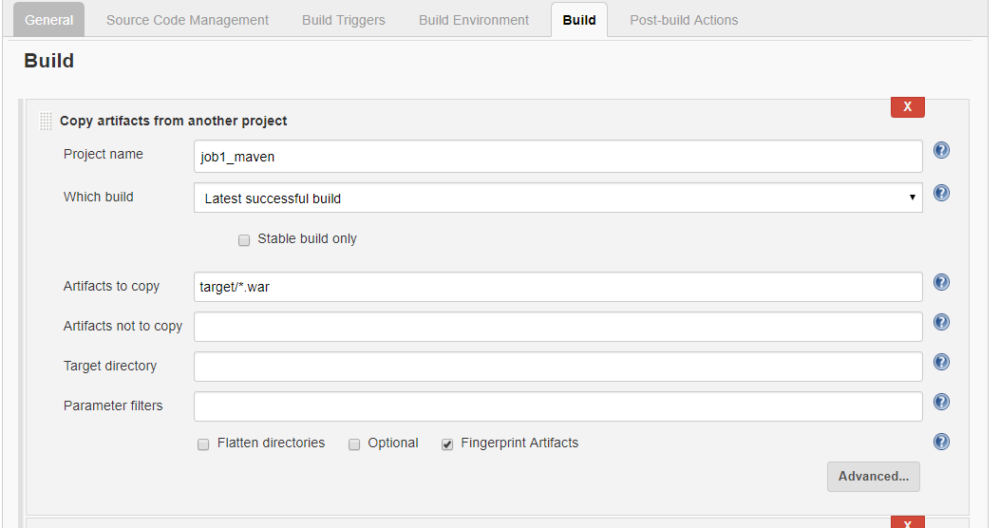 General Source Code Management Build Triggers Build Environment Build Post-build Actions
Build
X
Copy artifacts from another project
Project name job1_maven ?
Which build Latest successful build ?
Stable build only
Artifacts to copy target/*.war ?
Artifacts not to copy ?
Target directory ?
Parameter filters ?
Flatten directories Optional Fingerprint Artifacts ?
Advanced...
X